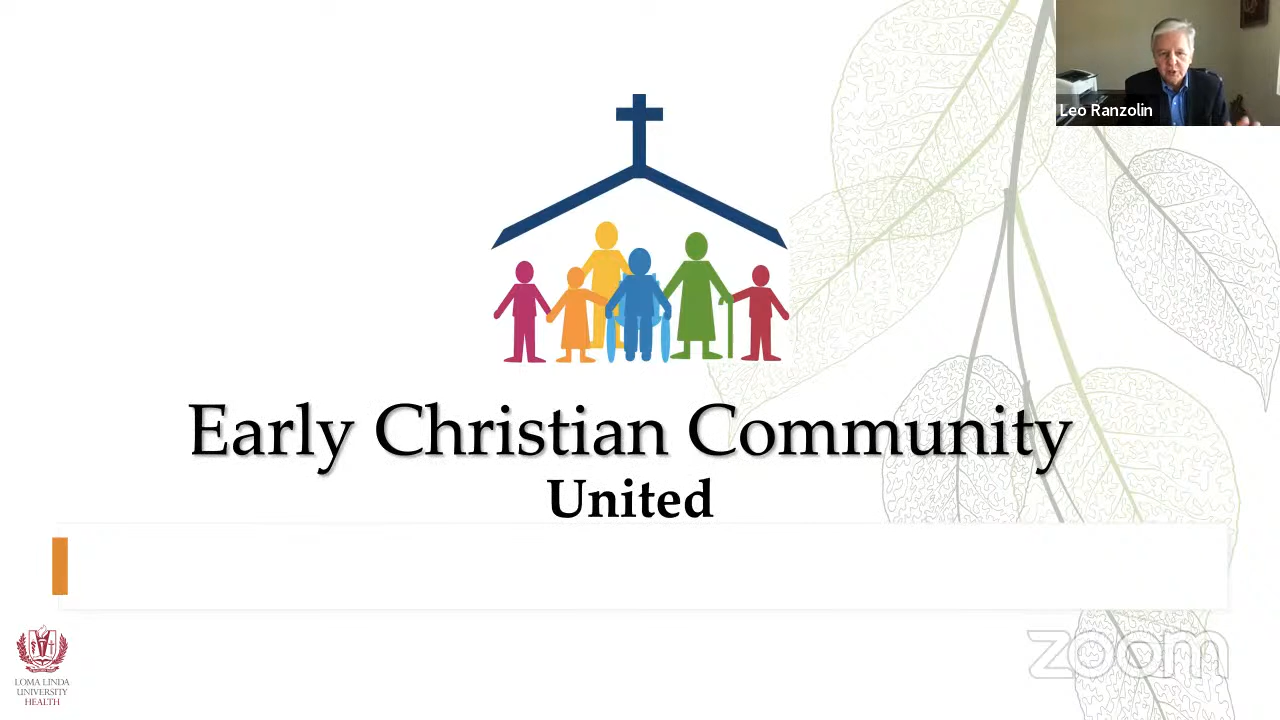 Leo Ranzolin
Early Christian Community
United
zoom
LOMA LINDA
UNIVERSITY
HEALTH